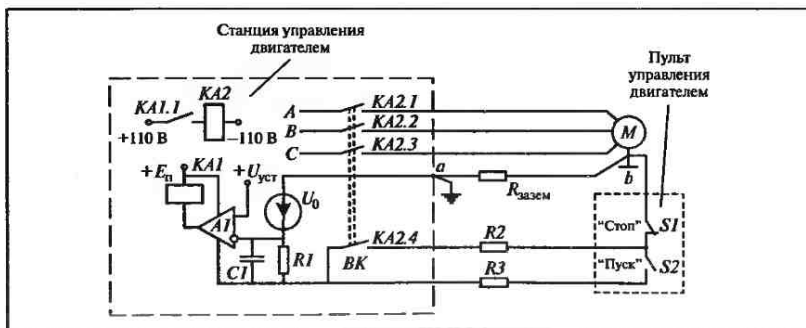 Станция управления
двигателем
Пульт
управления
двигателем
KA1.1
KA2
+110 В
−110 В
A
B
C
KA2.1
KA2.2
KA2.3
M
KA1
+Eп
+Uуст
U0
A1
a
Rзазем
b
"Стоп"
S1
KA2.4
R2
"Пуск"
S2
C1
R1
BK
R3